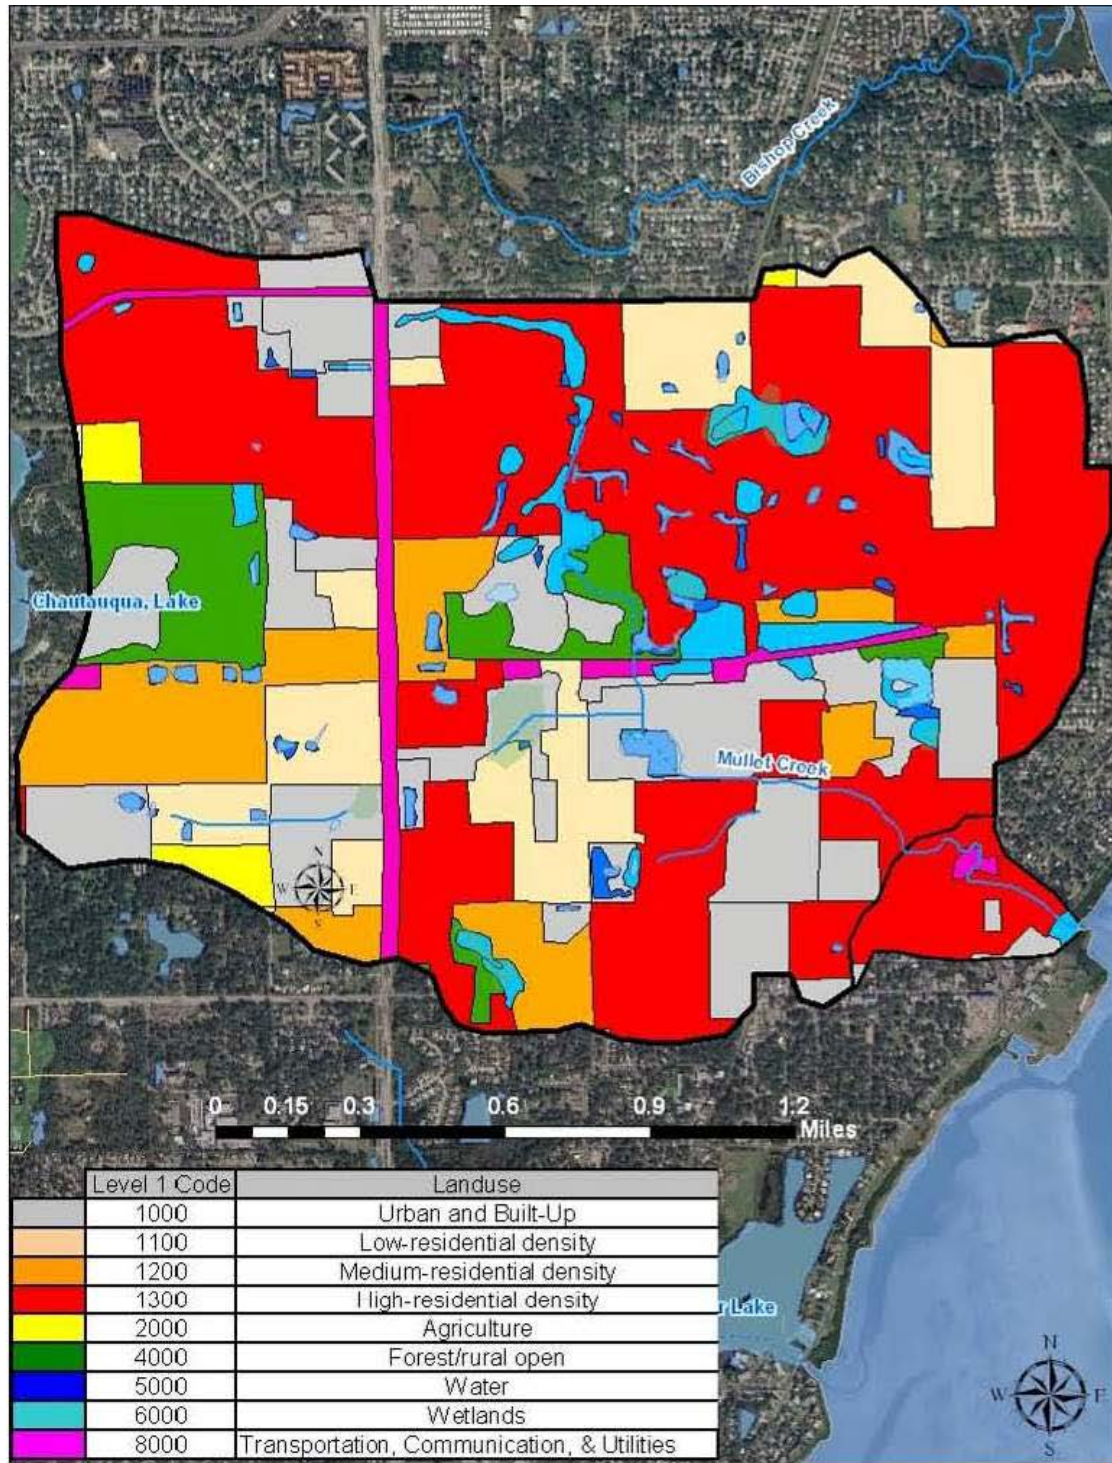 Bishop Creek
Chautauqua, Lake
Mullet Creek
N
W E
S
0 0.15 0.3 0.6 0.9 1.2
Miles
Level 1 Code Landuse
1000 Urban and Built-Up
1100 Low-residential density
1200 Medium-residential density
1300 High-residential density
r Lake
2000 Agriculture
4000 Forest/rural open
5000 Water
6000 Wetlands
8000 Transportation, Communication, & Utilities
N
W E
S